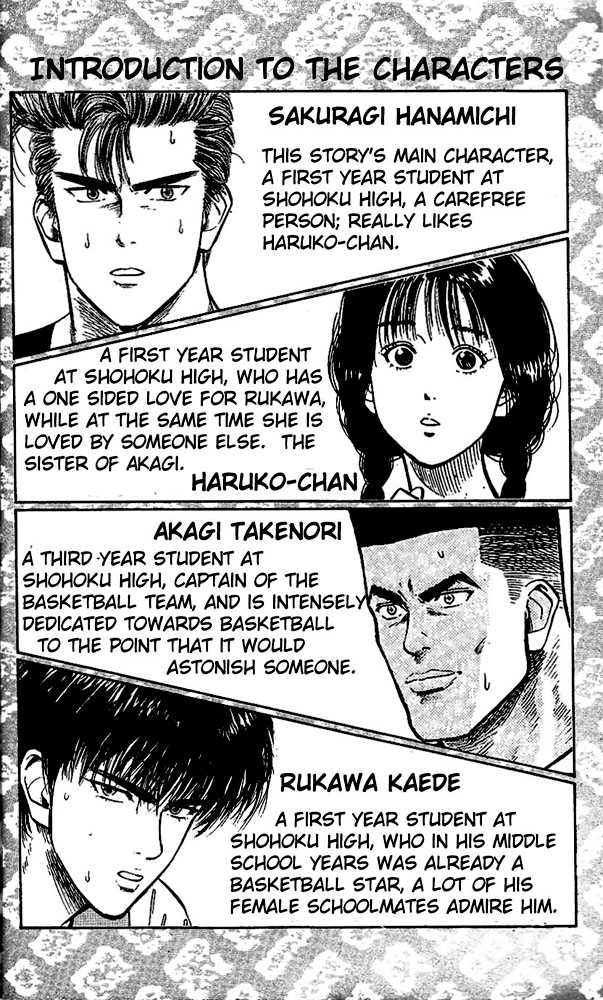 INTRODUCTION TO THE CHARACTERS
SAKURAGI HANAMICHI
THIS STORY'S MAIN CHARACTER,
A FIRST YEAR STUDENT AT
SHOHOKU HIGH, A CAREFREE
PERSON; REALLY LIKES
HARUKO-CHAN.
A FIRST YEAR STUDENT
AT SHOHOKU HIGH, WHO HAS
A ONE SIDED LOVE FOR RUKAWA,
WHILE AT THE SAME TIME SHE IS
LOVED BY SOMEONE ELSE. THE
SISTER OF AKAGI.
HARUKO-CHAN
AKAGI TAKENORI
A THIRD YEAR STUDENT AT
SHOHOKU HIGH, CAPTAIN OF THE
BASKETBALL TEAM, AND IS INTENSELY
DEDICATED TOWARDS BASKETBALL
TO THE POINT THAT IT WOULD
ASTONISH SOMEONE.
RUKAWA KAEDE
A FIRST YEAR STUDENT AT
SHOHOKU HIGH, WHO IN HIS MIDDLE
SCHOOL YEARS WAS ALREADY A
BASKETBALL STAR, A LOT OF HIS
FEMALE SCHOOLMATES ADMIRE HIM.